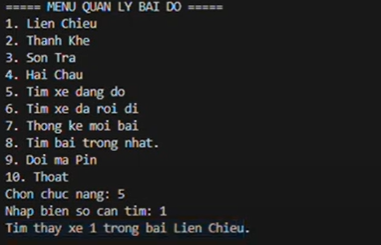 ===== MENU QUAN LY BAI DO =====
1. Lien Chieu
2. Thanh Khe
3. Son Tra
4. Hai Chau
5. Tim xe dang do
6. Tim xe da roi di
7. Thong ke moi bai
8. Tim bai trong nhat.
9. Doi ma Pin
10. Thoat
Chon chuc nang: 5
Nhap bien so can tim: 1
Tim thay xe 1 trong bai Lien Chieu.